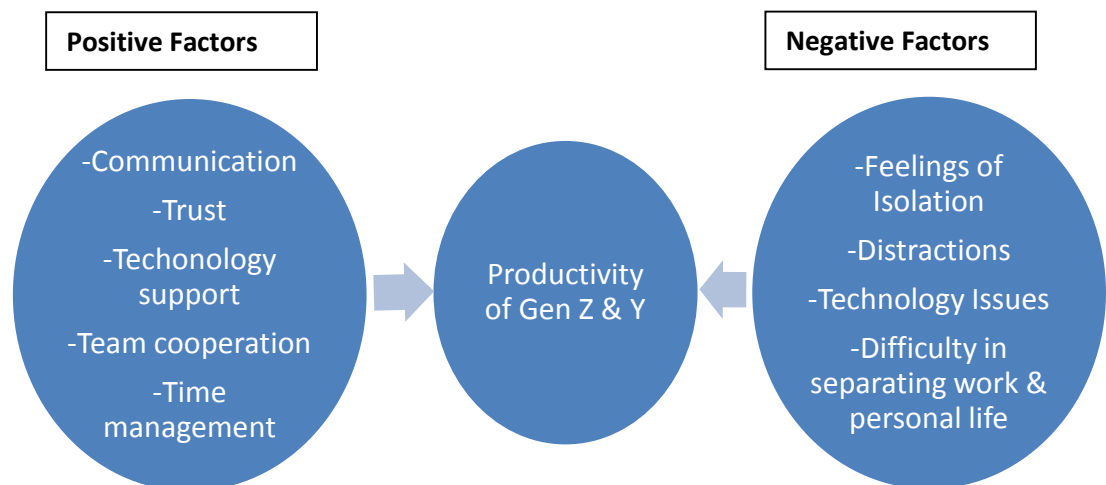 Positive Factors
Negative Factors
-Communication
-Trust
-Techonology
support
-Team cooperation
-Time
management
Productivity
of Gen Z & Y
-Feelings of
Isolation
-Distractions
-Technology Issues
-Difficulty in
separating work &
personal life